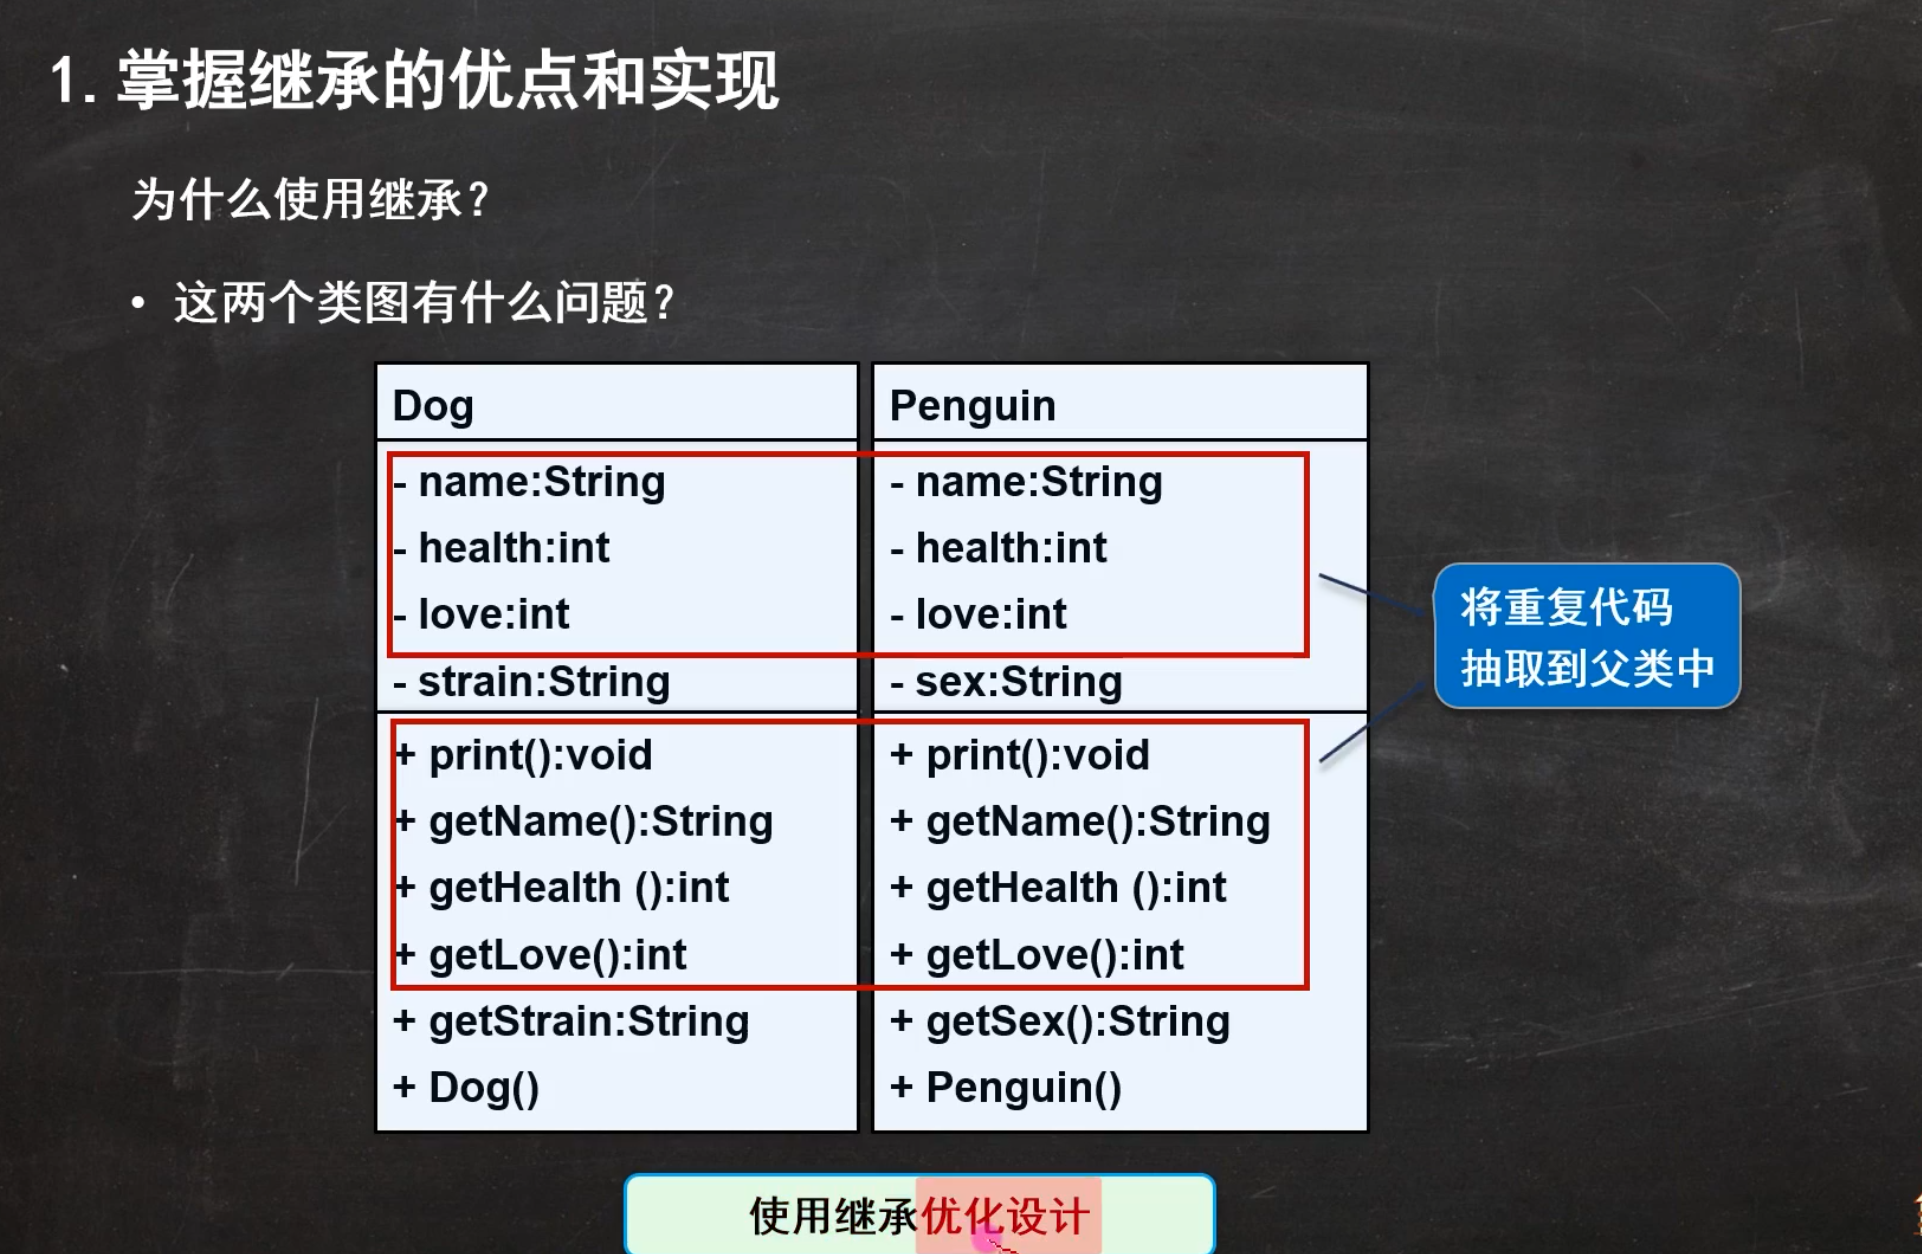 1. 掌握继承的优点和实现
为什么使用继承？
• 这两个类图有什么问题？
Dog
- name:String
- health:int
- love:int
- strain:String
+ print():void
+ getName():String
+ getHealth ():int
+ getLove():int
+ getStrain:String
+ Dog()
Penguin
- name:String
- health:int
- love:int
- sex:String
+ print():void
+ getName():String
+ getHealth ():int
+ getLove():int
+ getSex():String
+ Penguin()
将重复代码
抽取到父类中
使用继承优化设计